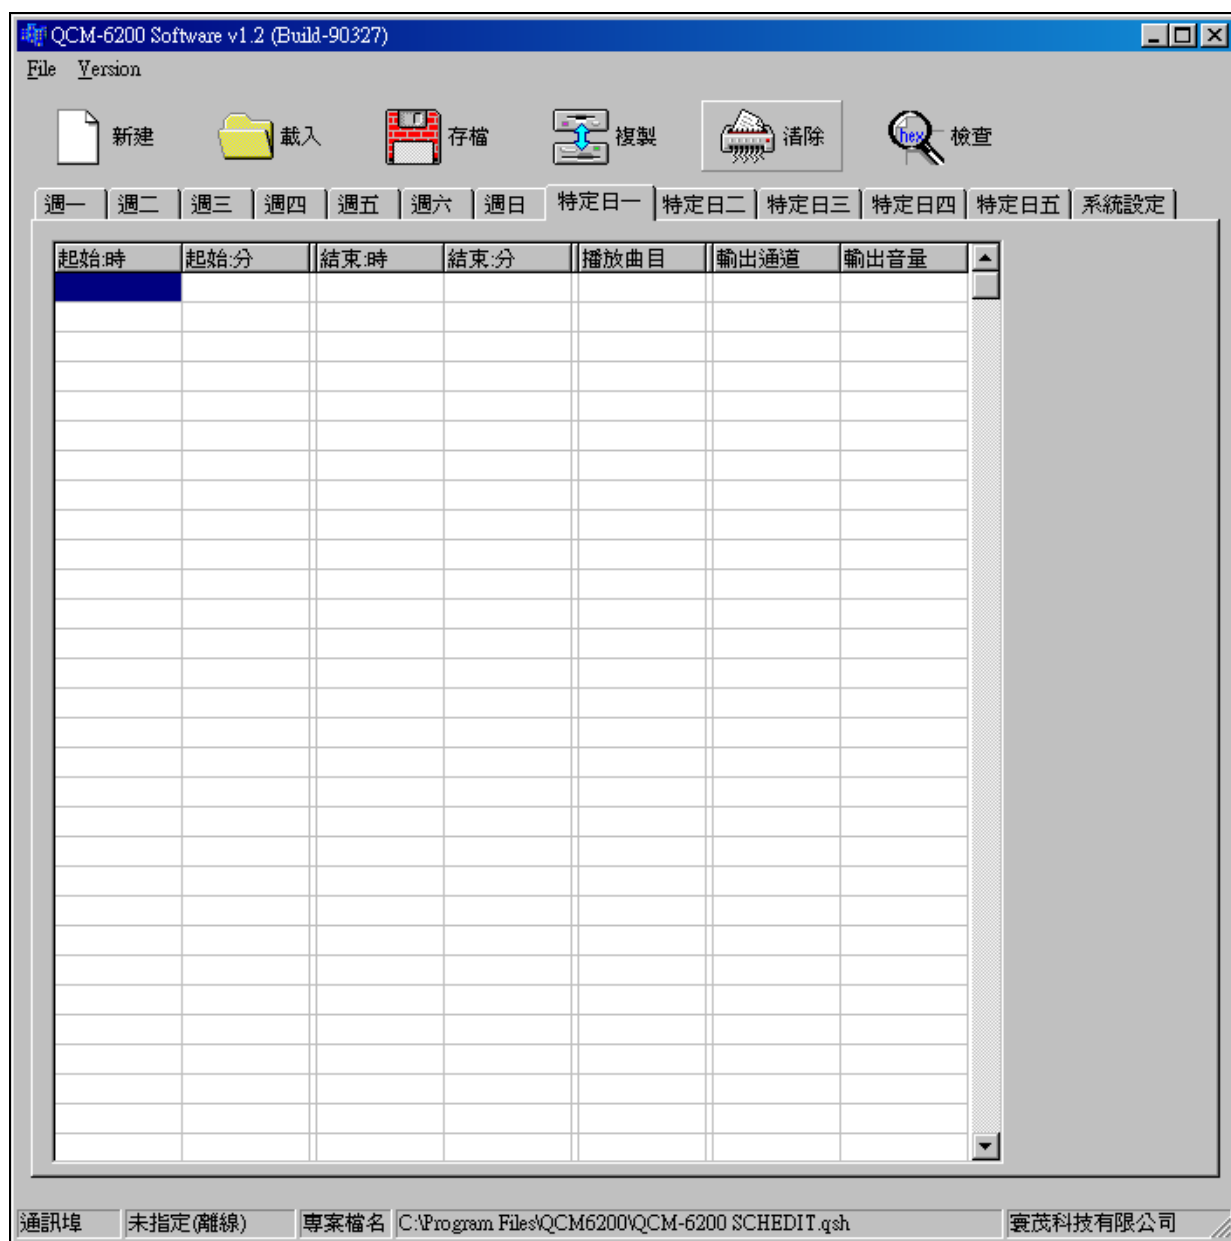 QCM-6200 Software v1.2 (Build-90327)
File Version
新建 載入 存檔 複製 清除 hex 檢查
週一 週二 週三 週四 週五 週六 週日 特定日一 特定日二 特定日三 特定日四 特定日五 系統設定
起始:時 起始:分 結束:時 結束:分 播放曲目 輸出通道 輸出音量
通訊埠 未指定(離線) 專案檔名 C:\Program Files\QCM6200\QCM-6200 SCHEDIT.qsh 寰茂科技有限公司